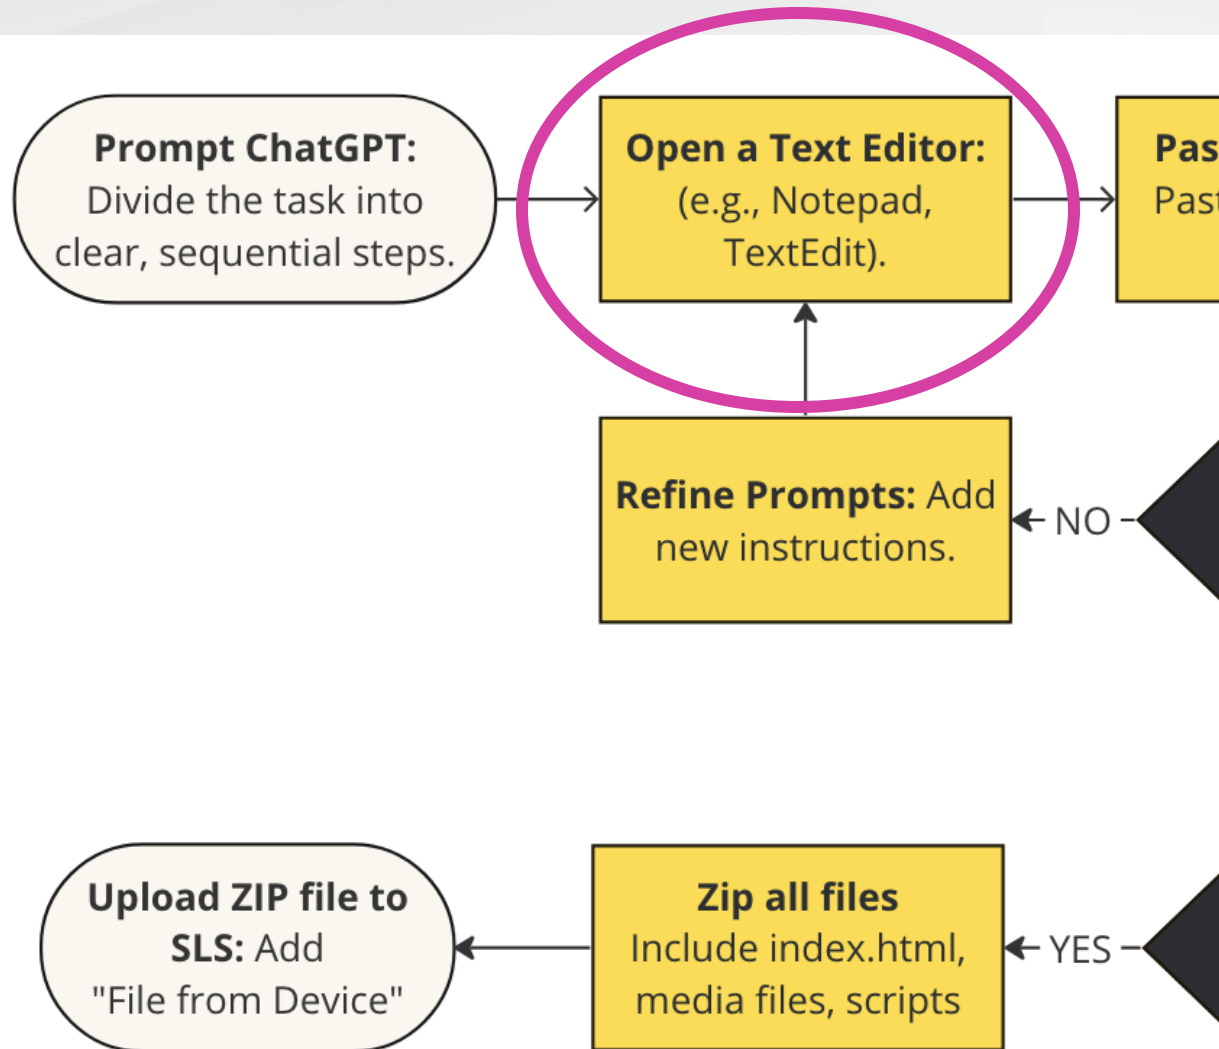 Prompt ChatGPT:
Divide the task into
clear, sequential steps.
Open a Text Editor:
(e.g., Notepad,
TextEdit).
Refine Prompts: Add
new instructions.
NO
Upload ZIP file to
SLS: Add
"File from Device"
Zip all files
Include index.html,
media files, scripts
YES